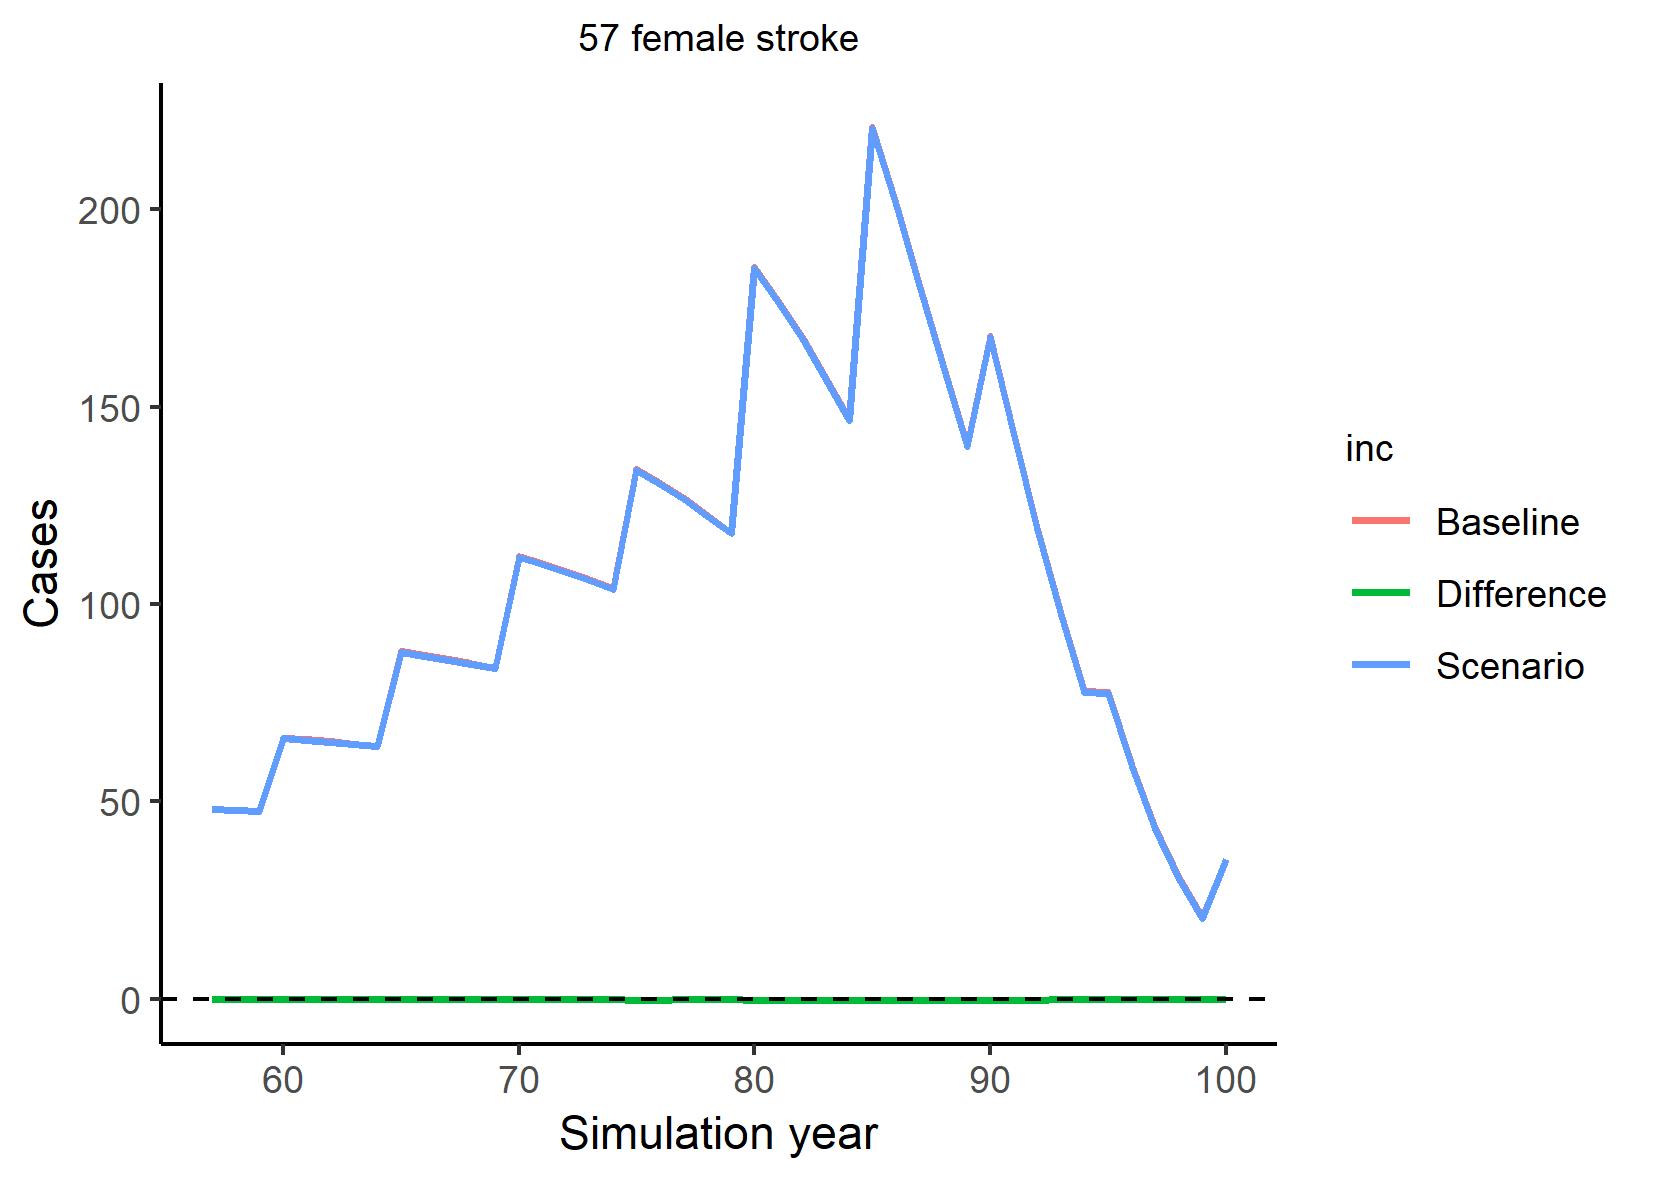 57 female stroke
Cases
200
150
100
50
0
60 70 80 90 100
Simulation year
inc
Baseline
Difference
Scenario